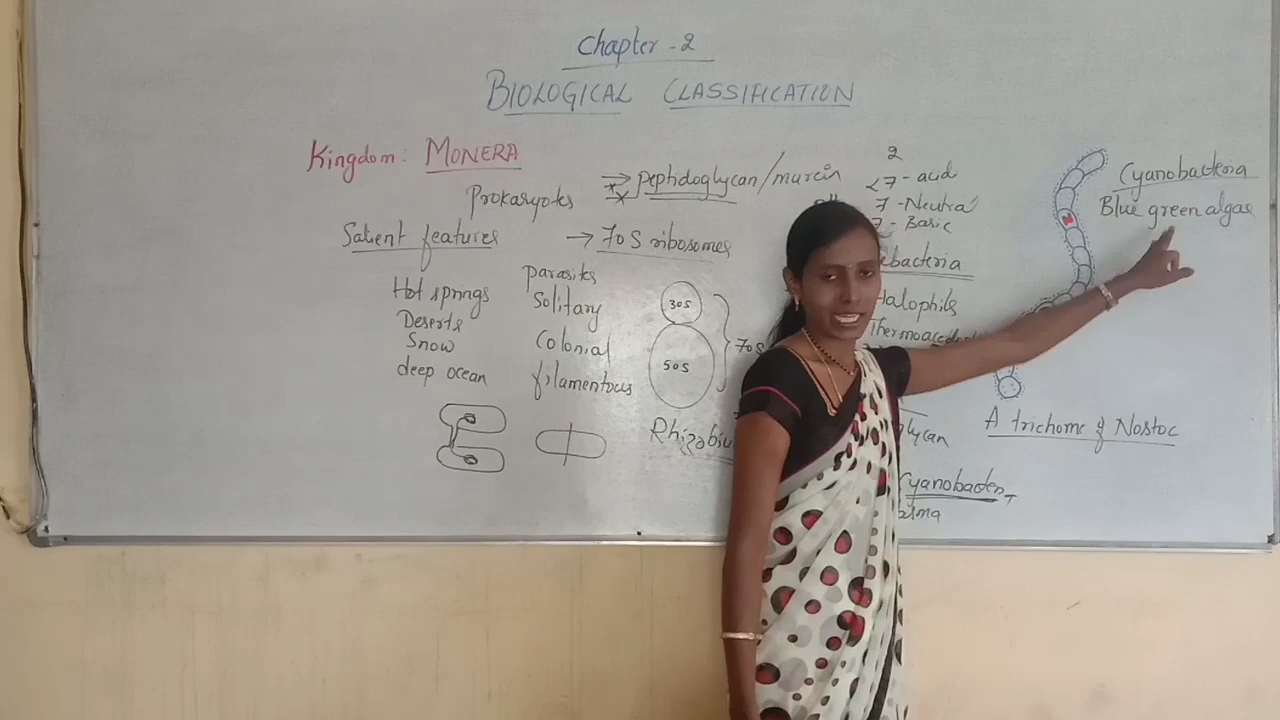 Chapter - 2
BIOLOGICAL CLASSIFICATION
Kingdom: MONERA
Prokaryotes
→ peptidoglycan/murein
Salient features
→ 70S ribosomes
Hot springs
Deserts
Snow
deep ocean
parasites
Solitary
Colonial
filamentous
30S
50S
70S
2
<7 - acid
7 - Neutral
7 - Basic
Halophils
A trichome of Nostoc
N
Cyanobacteria
Blue green algae